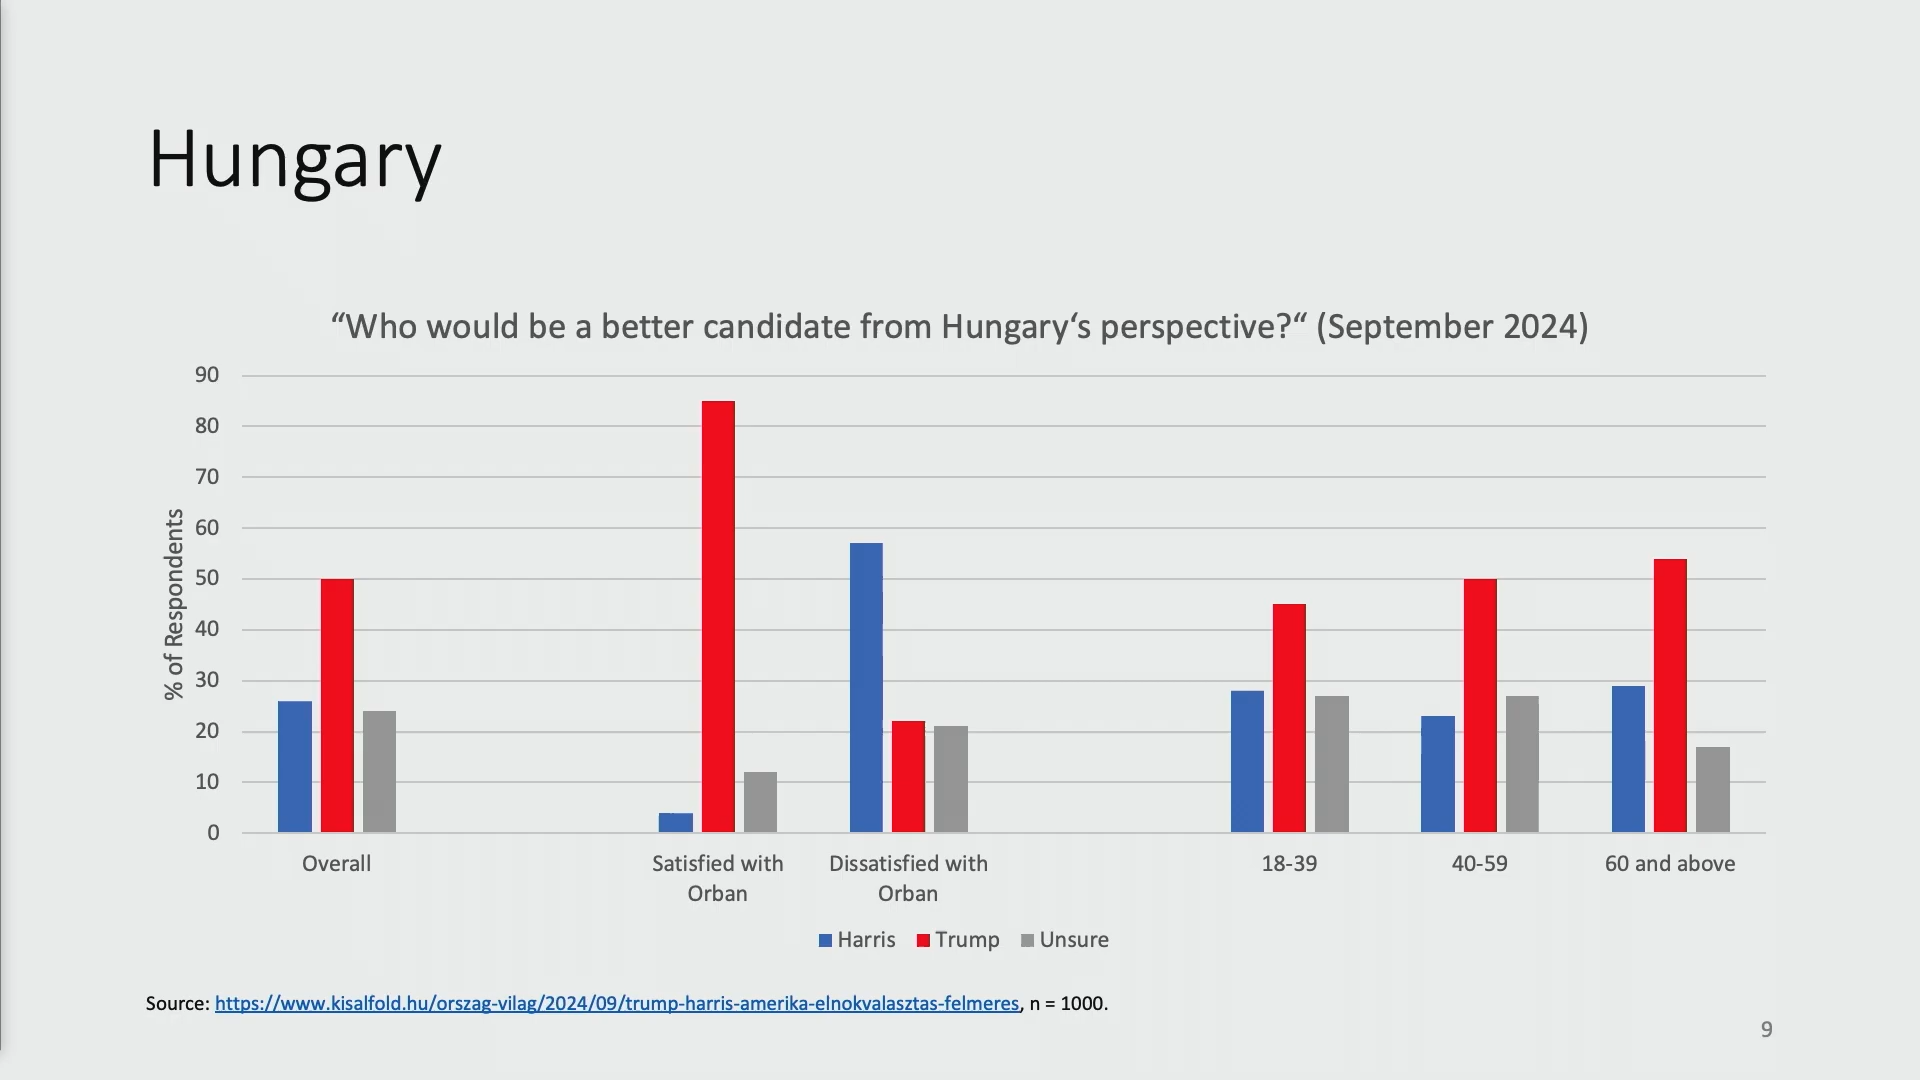 Hungary
“Who would be a better candidate from Hungary‘s perspective?“ (September 2024)
% of Respondents
90
80
70
60
50
40
30
20
10
0
Overall
Satisfied with
Orban
Dissatisfied with
Orban
18-39
40-59
60 and above
Harris Trump Unsure
Source: https://www.kisalfold.hu/orszag-vilag/2024/09/trump-harris-amerika-elnokvalasztas-felmeres, n = 1000.
9